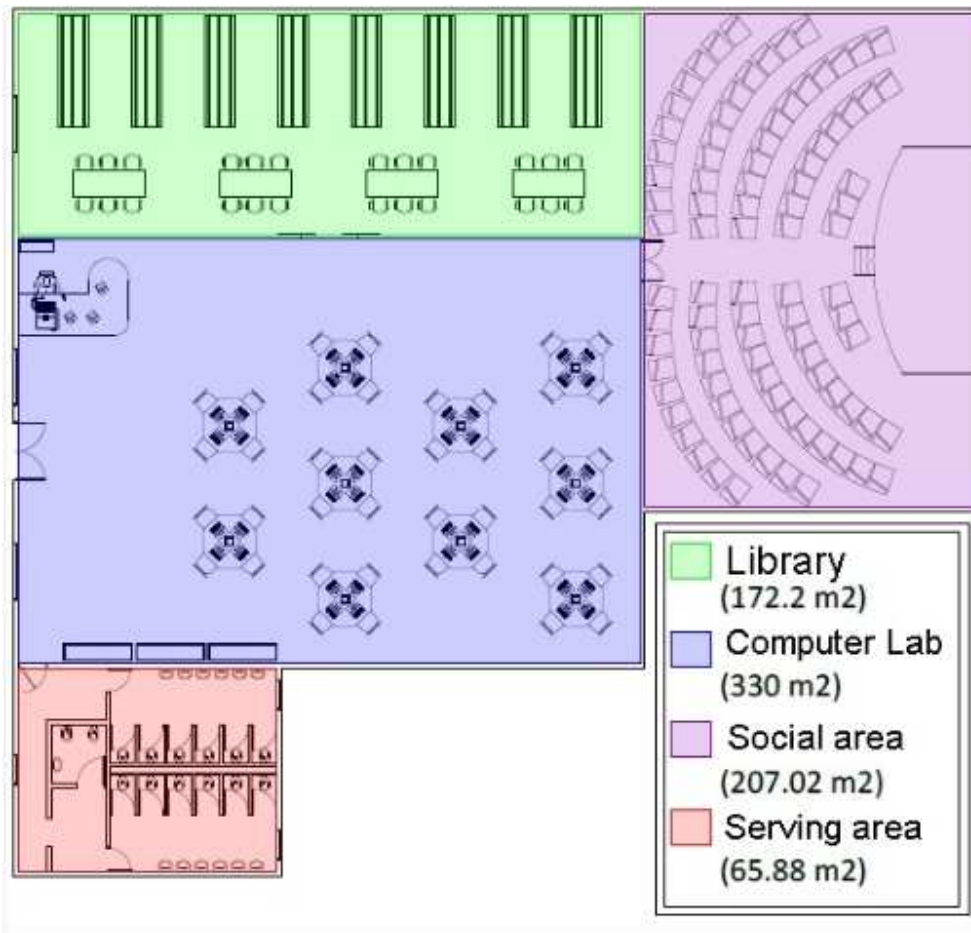 Library
(172.2 m2)
Computer Lab
(330 m2)
Social area
(207.02 m2)
Serving area
(65.88 m2)